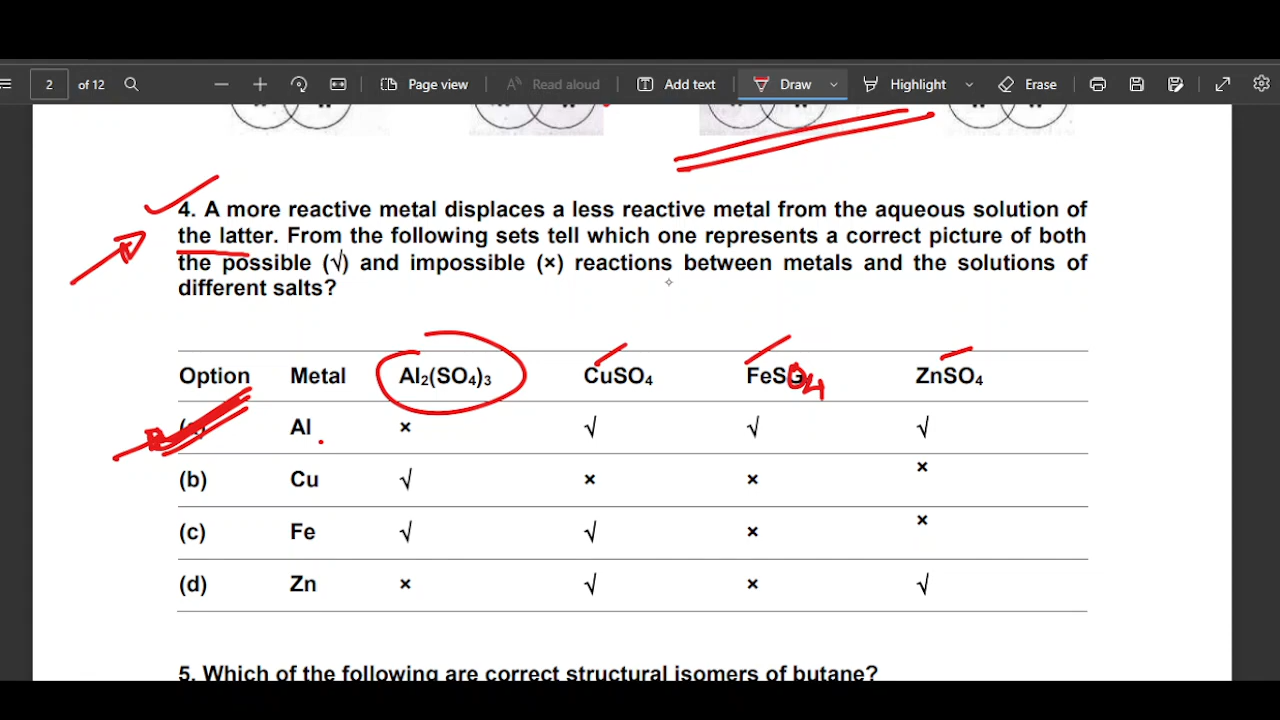 2 of 12 Page view Read aloud Add text Draw Highlight Erase
4. A more reactive metal displaces a less reactive metal from the aqueous solution of
the latter. From the following sets tell which one represents a correct picture of both
the possible (√) and impossible (×) reactions between metals and the solutions of
different salts?
Option Metal Al₂(SO₄)₃ CuSO₄ FeSO4 ZnSO₄
(a) Al × √ √ √
(b) Cu √ × × ×
(c) Fe √ √ × ×
(d) Zn × √ × √
5. Which of the following are correct structural isomers of butane?